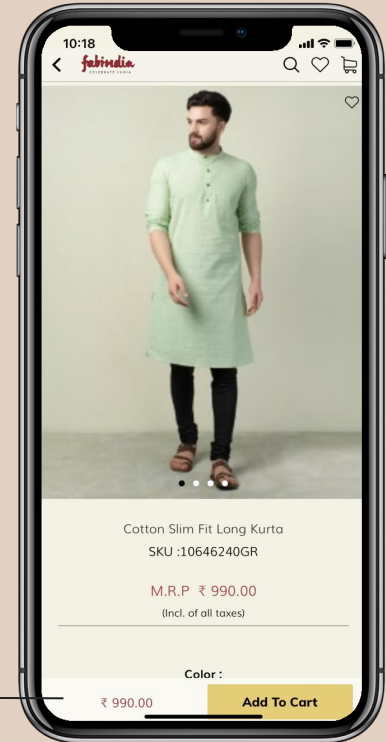 10:18
fabindia
CELEBRATE INDIA
Cotton Slim Fit Long Kurta
SKU :10646240GR
M.R.P ₹ 990.00
(Incl. of all taxes)
Color :
₹ 990.00
Add To Cart